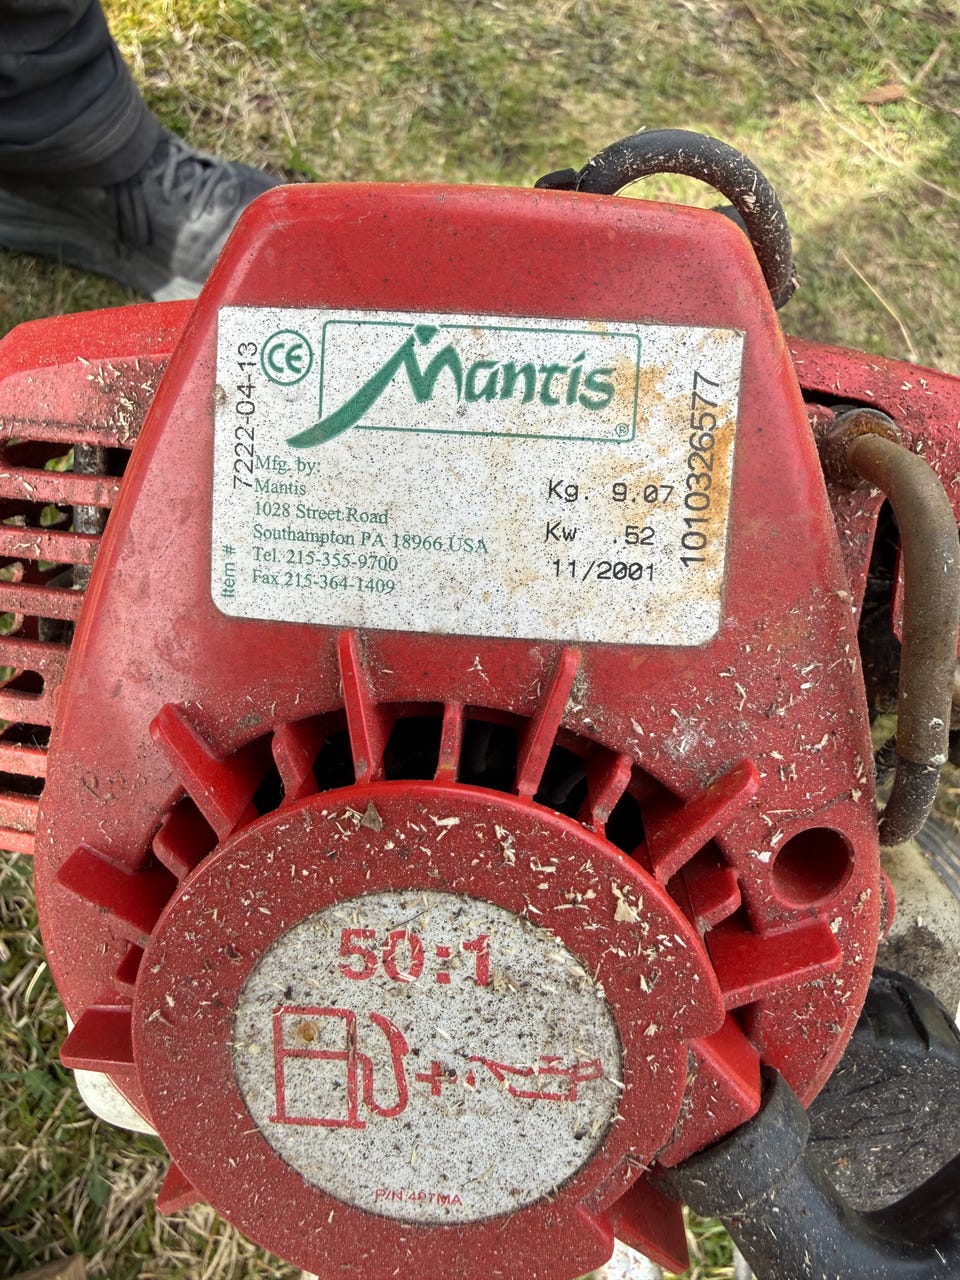 CE
Mantis®
Item # 7222-04-13
Mfg. by:
Mantis
1028 Street Road
Southampton PA 18966 USA
Tel. 215-355-9700
Fax 215-364-1409
Kg. 9.07
Kw .52
11/2001
1010326577
50:1
+
P/N 497MA